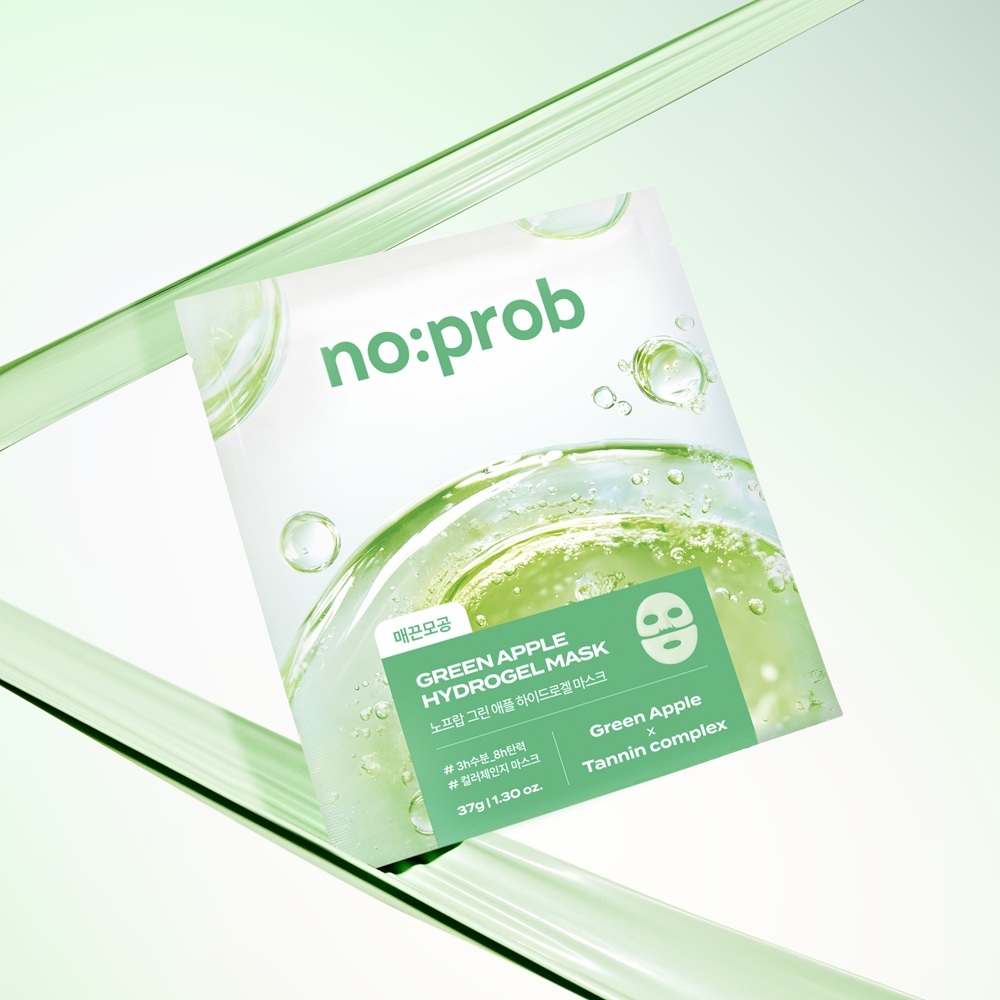 no:prob
매끈모공
GREEN APPLE
HYDROGEL MASK
노프랍 그린 애플 하이드로겔 마스크
# 3h수분_8h탄력
# 컬러체인지 마스크
37g | 1.30 oz.
Green Apple
x
Tannin complex